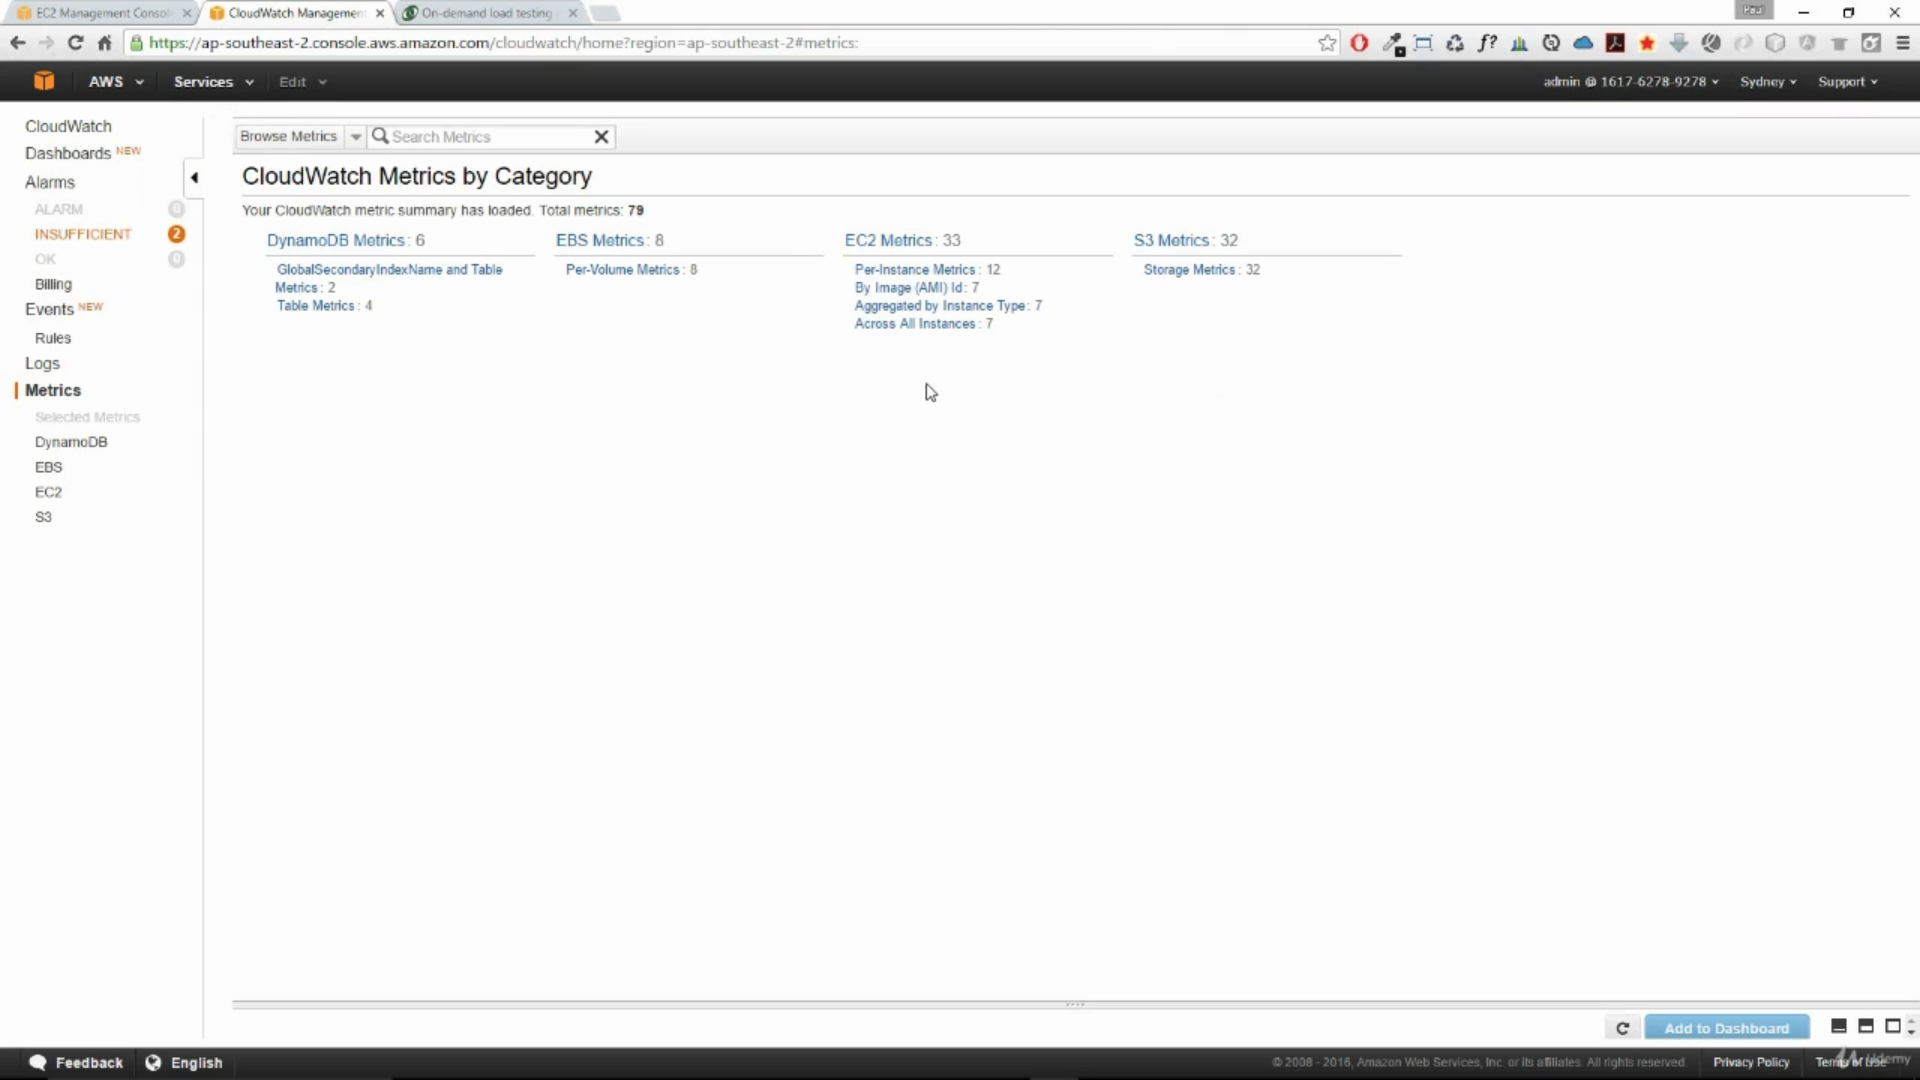 EC2 Management Consol
CloudWatch Managemen
On-demand load testing
Paul
https://ap-southeast-2.console.aws.amazon.com/cloudwatch/home?region=ap-southeast-2#metrics:
f?
AWS
Services
Edit
admin @ 1617-6278-9278
Sydney
Support
CloudWatch
Dashboards NEW
Alarms
ALARM 0
INSUFFICIENT 2
OK 0
Billing
Events NEW
Rules
Logs
Metrics
Selected Metrics
DynamoDB
EBS
EC2
S3
Browse Metrics
Search Metrics
CloudWatch Metrics by Category
Your CloudWatch metric summary has loaded. Total metrics: 79
DynamoDB Metrics : 6
GlobalSecondaryIndexName and Table
Metrics : 2
Table Metrics : 4
EBS Metrics : 8
Per-Volume Metrics : 8
EC2 Metrics : 33
Per-Instance Metrics : 12
By Image (AMI) Id : 7
Aggregated by Instance Type : 7
Across All Instances : 7
S3 Metrics : 32
Storage Metrics : 32
Add to Dashboard
Feedback
English
© 2008 - 2016, Amazon Web Services, Inc. or its affiliates. All rights reserved.
Privacy Policy
Terms of Use
Udemy